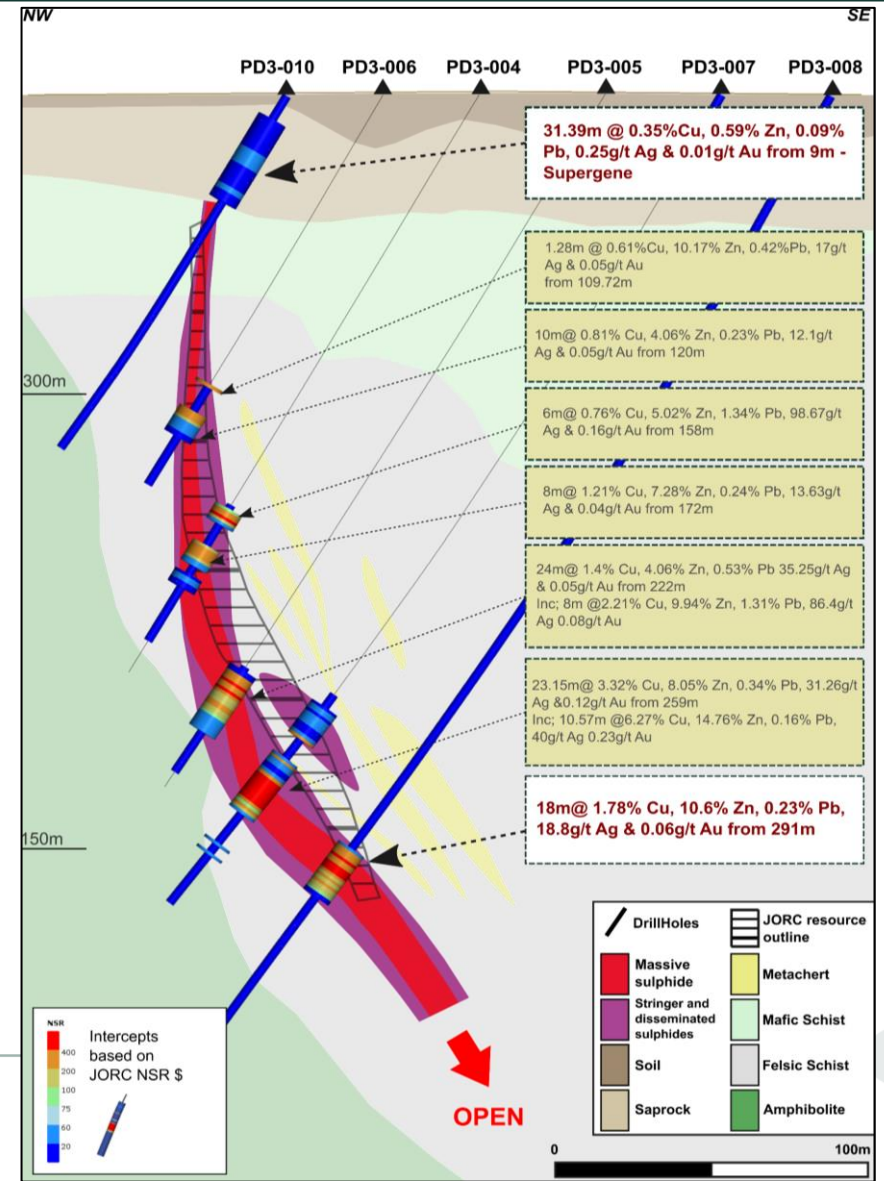 NW
SE
PD3-010 PD3-006 PD3-004 PD3-005 PD3-007 PD3-008
31.39m @ 0.35%Cu, 0.59% Zn, 0.09%
Pb, 0.25g/t Ag & 0.01g/t Au from 9m -
Supergene
1.28m @ 0.61%Cu, 10.17% Zn, 0.42%Pb, 17g/t
Ag & 0.05g/t Au
from 109.72m
10m@ 0.81% Cu, 4.06% Zn, 0.23% Pb, 12.1g/t
Ag & 0.05g/t Au from 120m
300m
6m@ 0.76% Cu, 5.02% Zn, 1.34% Pb, 98.67g/t
Ag & 0.16g/t Au from 158m
8m@ 1.21% Cu, 7.28% Zn, 0.24% Pb, 13.63g/t
Ag & 0.04g/t Au from 172m
24m@ 1.4% Cu, 4.06% Zn, 0.53% Pb 35.25g/t Ag
& 0.05g/t Au from 222m
Inc; 8m @2.21% Cu, 9.94% Zn, 1.31% Pb, 86.4g/t
Ag 0.08g/t Au
23.15m@ 3.32% Cu, 8.05% Zn, 0.34% Pb, 31.26g/t
Ag &0.12g/t Au from 259m
Inc; 10.57m @6.27% Cu, 14.76% Zn, 0.16% Pb,
40g/t Ag 0.23g/t Au
18m@ 1.78% Cu, 10.6% Zn, 0.23% Pb,
18.8g/t Ag & 0.06g/t Au from 291m
150m
OPEN
DrillHoles
JORC resource
outline
Massive
sulphide
Metachert
Stringer and
disseminated
sulphides
Mafic Schist
Soil
Felsic Schist
Saprock
Amphibolite
0 100m
NSR
400
200
100
75
60
20
Intercepts
based on
JORC NSR $